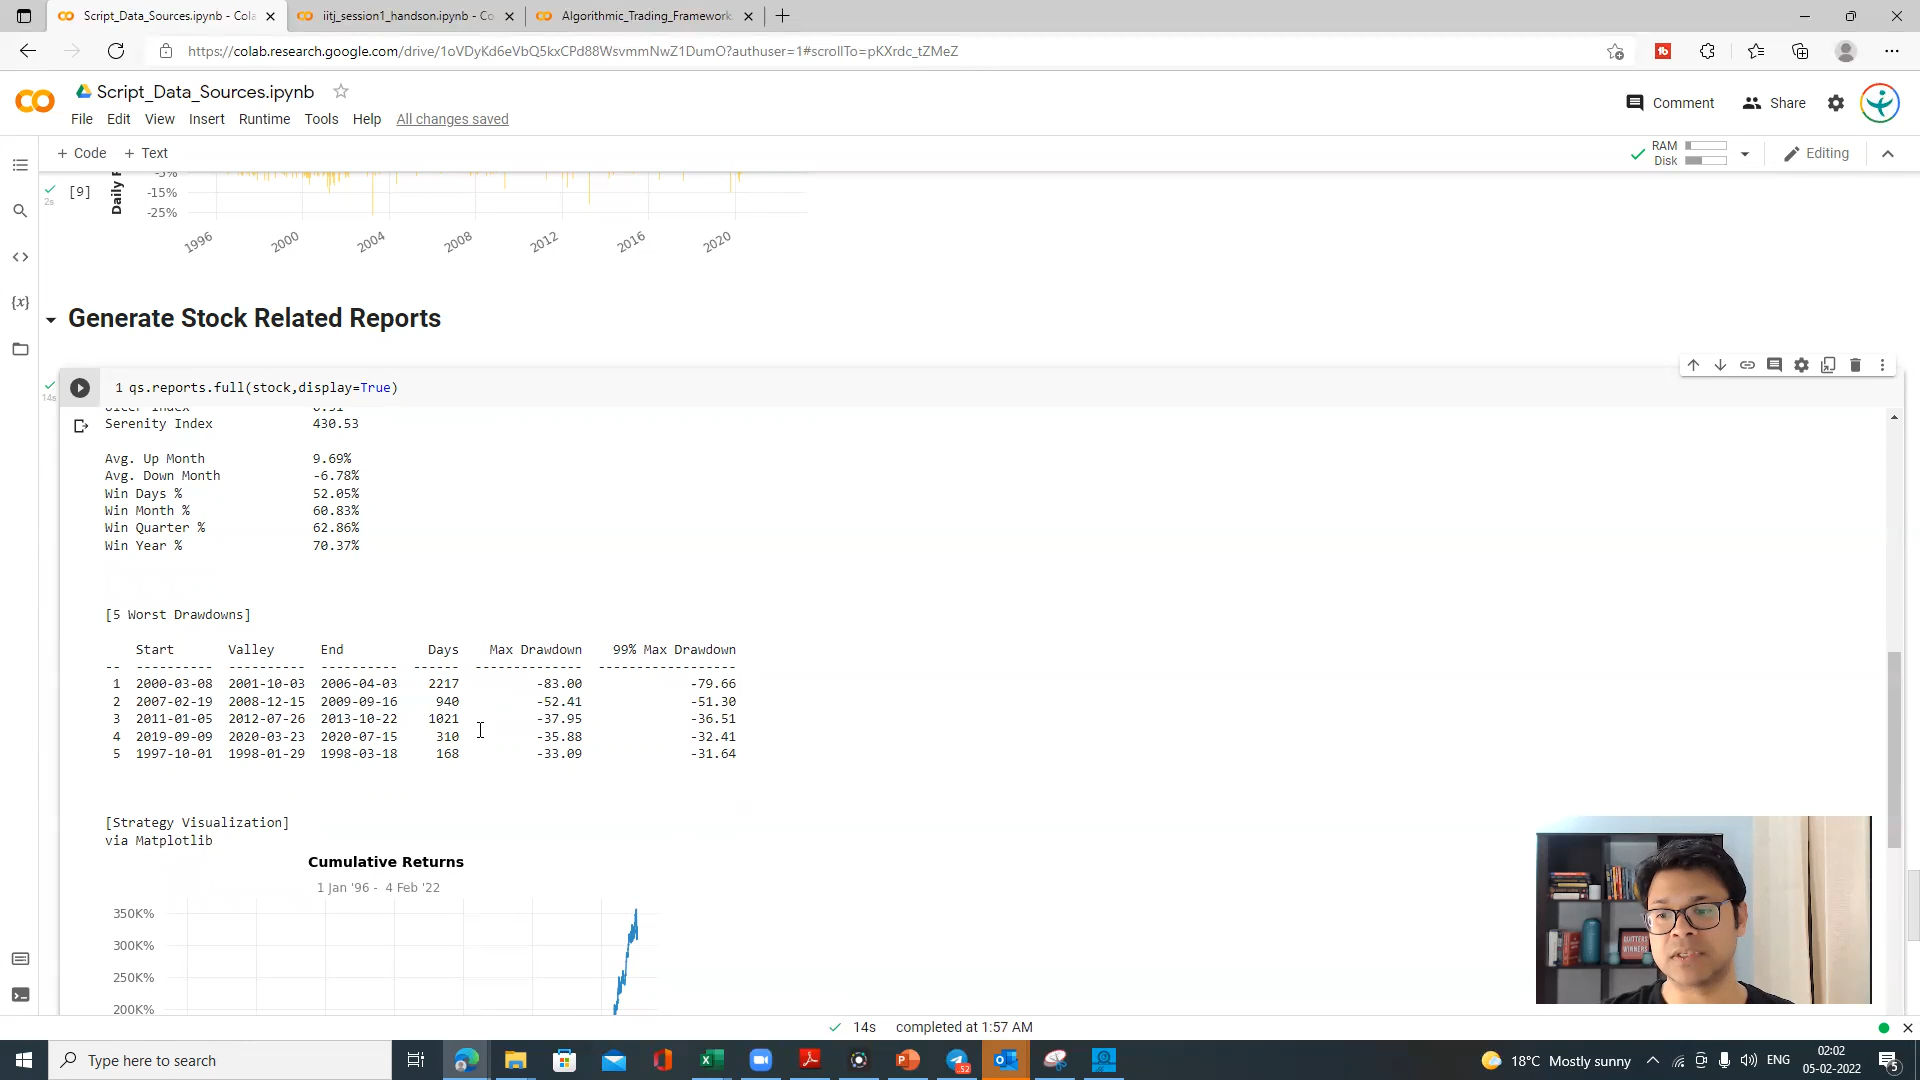 Script_Data_Sources.ipynb - Cola
iitj_session1_handson.ipynb - Co
Algorithmic_Trading_Framework.
https://colab.research.google.com/drive/1oVDyKd6eVbQ5kxCPd88WsvmmNwZ1DumO?authuser=1#scrollTo=pKXrdc_tZMeZ
Script_Data_Sources.ipynb
Comment
Share
File Edit View Insert Runtime Tools Help All changes saved
+ Code + Text
RAM
Disk
Editing
[9]
2s
Daily
-5%
-15%
-25%
1996 2000 2004 2008 2012 2016 2020
Generate Stock Related Reports
14s
1 qs.reports.full(stock,display=True)
Serenity Index 430.53
Avg. Up Month 9.69%
Avg. Down Month -6.78%
Win Days % 52.05%
Win Month % 60.83%
Win Quarter % 62.86%
Win Year % 70.37%
[5 Worst Drawdowns]
Start Valley End Days Max Drawdown 99% Max Drawdown
-- ---------- ---------- ---------- ------ -------------- ------------------
1 2000-03-08 2001-10-03 2006-04-03 2217 -83.00 -79.66
2 2007-02-19 2008-12-15 2009-09-16 940 -52.41 -51.30
3 2011-01-05 2012-07-26 2013-10-22 1021 -37.95 -36.51
4 2019-09-09 2020-03-23 2020-07-15 310 -35.88 -32.41
5 1997-10-01 1998-01-29 1998-03-18 168 -33.09 -31.64
[Strategy Visualization]
via Matplotlib
Cumulative Returns
1 Jan '96 - 4 Feb '22
350K%
300K%
250K%
200K%
QUITTERS
WINNERS
14s completed at 1:57 AM
Type here to search
52
18°C Mostly sunny
ENG
02:02
05-02-2022
5